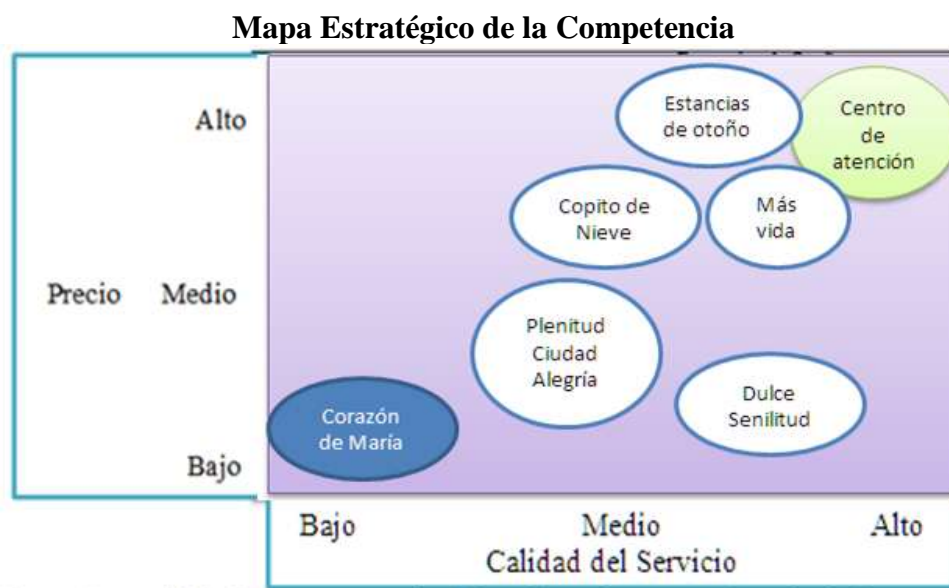 Mapa Estratégico de la Competencia
Alto
Estancias
de otoño
Centro
de
atención
Copito de
Nieve
Más
vida
Precio Medio
Plenitud
Ciudad
Alegría
Dulce
Senilitud
Corazón
de María
Bajo
Bajo Medio Alto
Calidad del Servicio